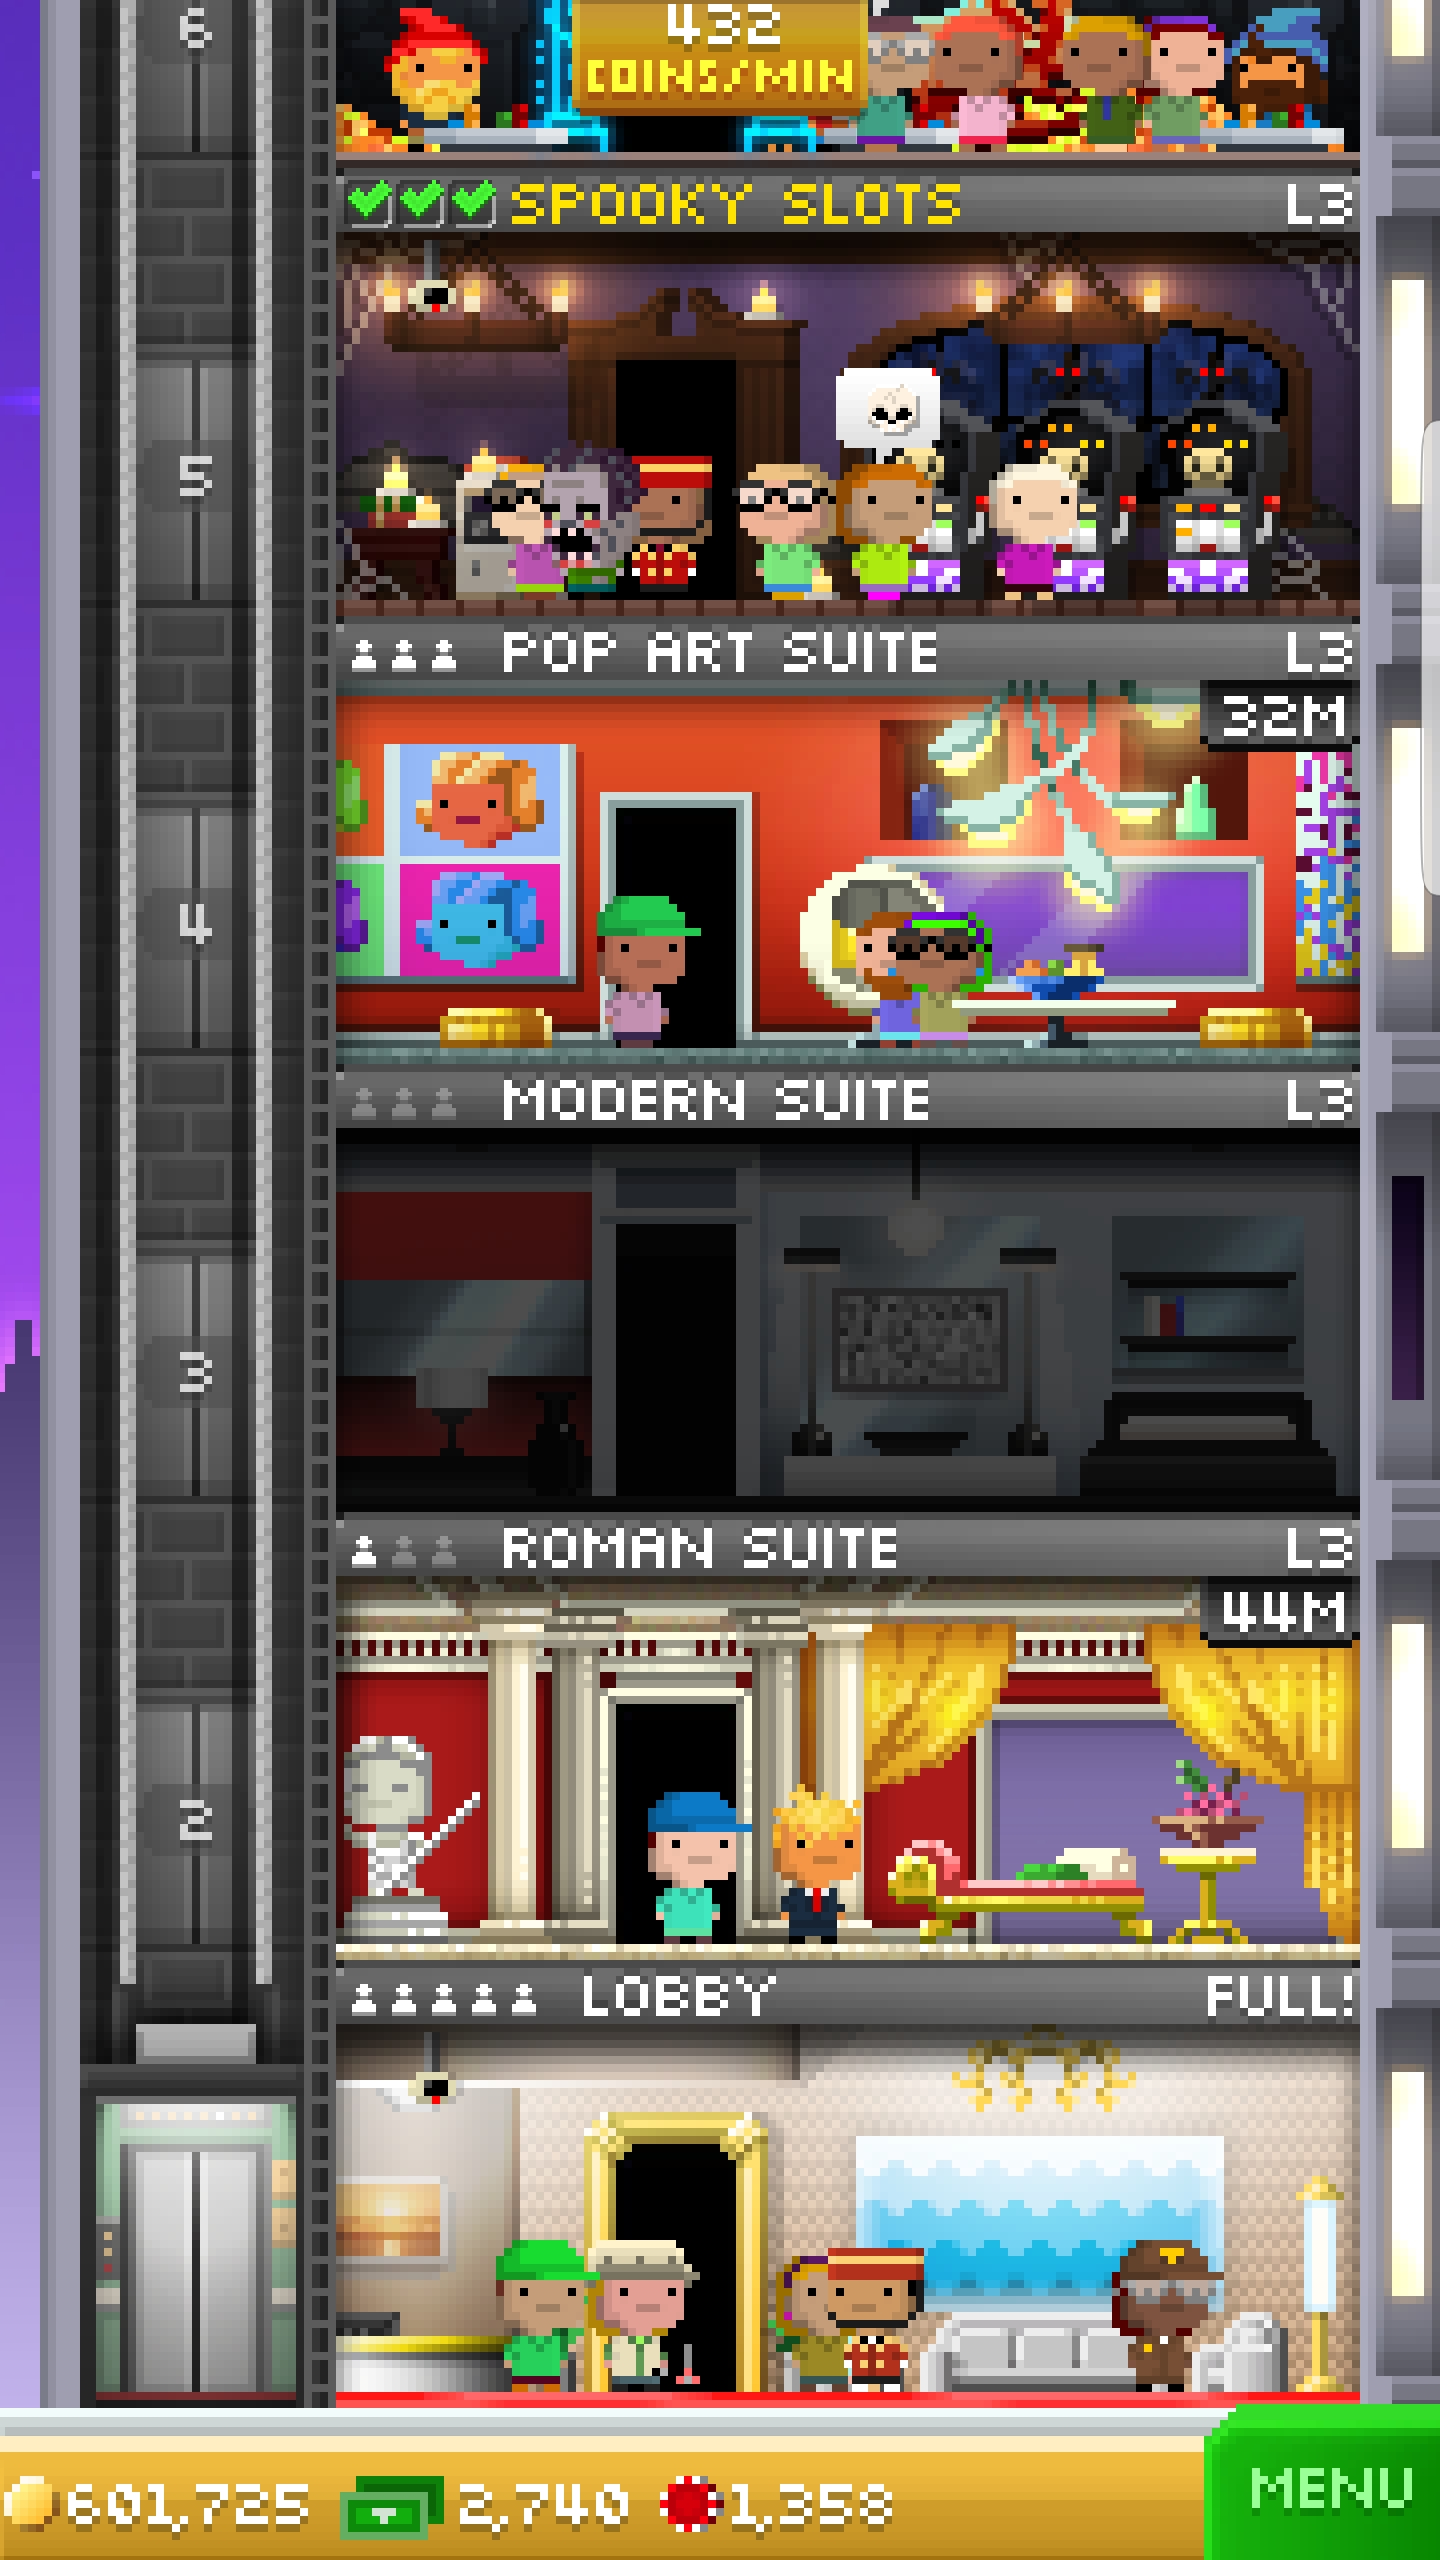 432
COINS/MIN
6
SPOOKY SLOTS L3
5
POP ART SUITE L3
32M
4
MODERN SUITE L3
3
ROMAN SUITE L3
44M
2
LOBBY FULL!
601,725 2,740 1,358
MENU